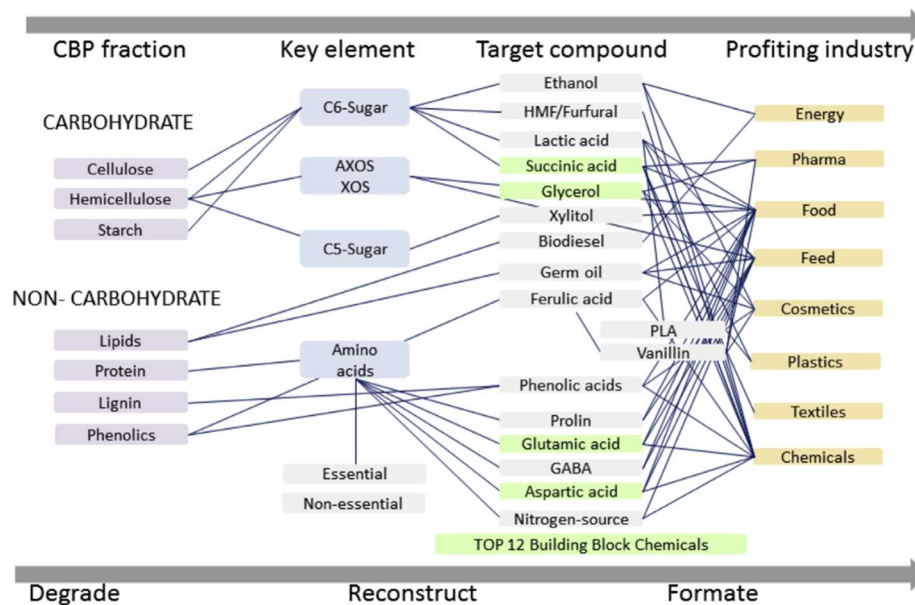 CBP fraction
Key element
Target compound
Profiting industry
CARBOHYDRATE
Cellulose
Hemicellulose
Starch
NON- CARBOHYDRATE
Lipids
Protein
Lignin
Phenolics
C6-Sugar
AXOS
XOS
C5-Sugar
Amino
acids
Essential
Non-essential
Ethanol
HMF/Furfural
Lactic acid
Succinic acid
Glycerol
Xylitol
Biodiesel
Germ oil
Ferulic acid
PLA
Vanillin
Phenolic acids
Prolin
Glutamic acid
GABA
Aspartic acid
Nitrogen-source
TOP 12 Building Block Chemicals
Energy
Pharma
Food
Feed
Cosmetics
Plastics
Textiles
Chemicals
Degrade
Reconstruct
Formate